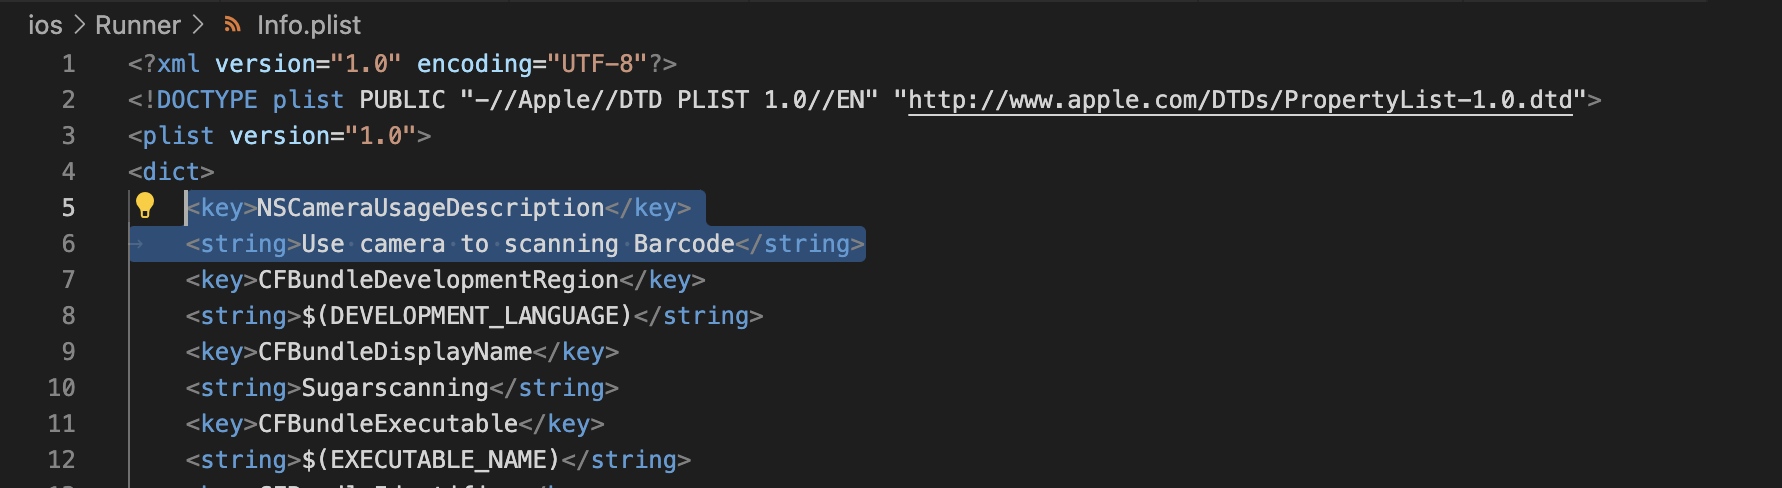 ios > Runner > Info.plist
1 <?xml version="1.0" encoding="UTF-8"?>
2 <!DOCTYPE plist PUBLIC "-//Apple//DTD PLIST 1.0//EN" "http://www.apple.com/DTDs/PropertyList-1.0.dtd">
3 <plist version="1.0">
4 <dict>
5 <key>NSCameraUsageDescription</key>
6 <string>Use camera to scanning Barcode</string>
7 <key>CFBundleDevelopmentRegion</key>
8 <string>$(DEVELOPMENT_LANGUAGE)</string>
9 <key>CFBundleDisplayName</key>
10 <string>Sugarscanning</string>
11 <key>CFBundleExecutable</key>
12 <string>$(EXECUTABLE_NAME)</string>